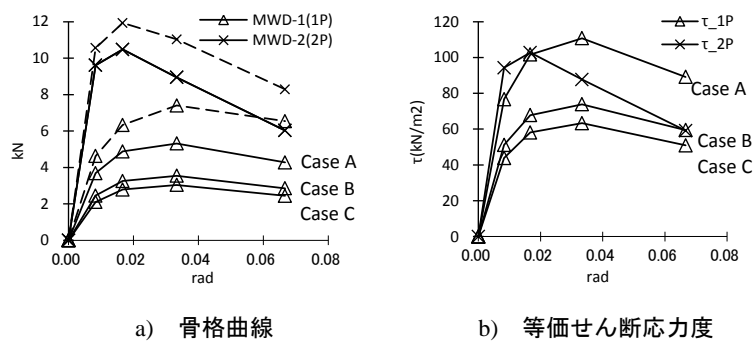 12
10
8
6
4
2
0
kN
0.00
0.02
0.04
0.06
0.08
rad
MWD-1(1P)
MWD-2(2P)
Case A
Case B
Case C
a) 骨格曲線
120
100
80
60
40
20
0
τ(kN/m2)
0.00
0.02
0.04
0.06
0.08
rad
τ_1P
τ_2P
Case A
Case B
Case C
b) 等価せん断応力度